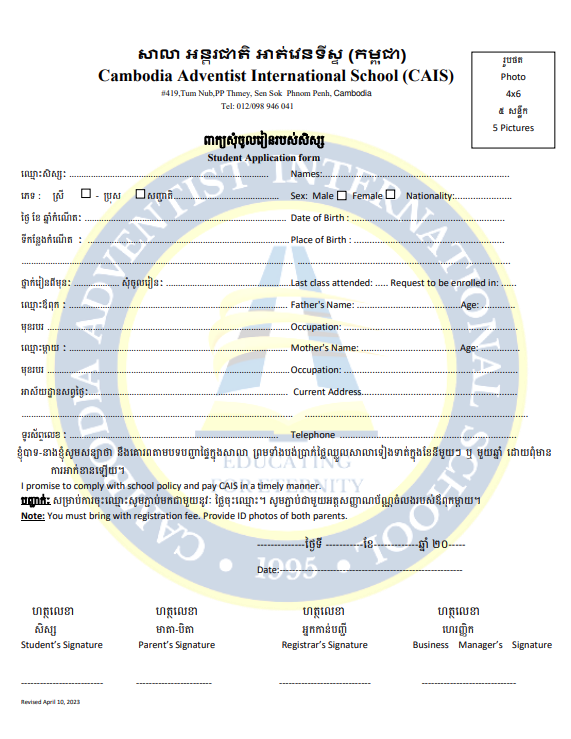 សាលា អន្តរជាតិ អាត់វេនទីស្ទ (កម្ពុជា)
Cambodia Adventist International School (CAIS)
#419,Tum Nub,PP Thmey, Sen Sok Phnom Penh, Cambodia
Tel: 012/098 946 041
រូបថត
Photo
4x6
៥ សន្លឹក
5 Pictures
ពាក្យសុំចូលរៀនរបស់សិស្ស
Student Application form
ឈ្មោះសិស្ស: ........ Names:........
ភេទ : ស្រី ☐ - ប្រុស ☐ សញ្ជាតិ........ Sex: Male ☐ Female ☐ Nationality:........
ថ្ងៃ ខែ ឆ្នាំកំណើត: ........ Date of Birth : ........
ទីកន្លែងកំណើត : ........ Place of Birth : ........
ថ្នាក់រៀនពីមុន: ........ សុំចូលរៀន: ........ Last class attended: ..... Request to be enrolled in: ......
ឈ្មោះឪពុក : ........ Father's Name: ........ Age: ........
មុខរបរ ........ Occupation: ........
ឈ្មោះម្តាយ : ........ Mother's Name: ........ Age: ........
មុខរបរ ........ Occupation: ........
អាស័យដ្ឋានសព្វថ្ងៃ: ........ Current Address........
ទូរស័ព្ទលេខ : ........ Telephone ........
ខ្ញុំបាទ-នាងខ្ញុំសូមសន្យាថា នឹងគោរពតាមបទបញ្ជាផ្ទៃក្នុងសាលា ព្រមទាំងបង់ប្រាក់ថ្លៃឈ្នួលសាលាទៀងទាត់ក្នុងខែនីមួយៗ ឬ មួយឆ្នាំ ដោយពុំមាន
ការអាក់ខានឡើយ។
I promise to comply with school policy and pay CAIS in a timely manner.
បញ្ជាក់: សម្រាប់ការចុះឈ្មោះសូមភ្ជាប់មកជាមួយនូវ: ថ្លៃចុះឈ្មោះ។ សូមភ្ជាប់ជាមួយអត្តសញ្ញាណប័ណ្ណថតចំលងរបស់ឪពុកម្តាយ។
Note: You must bring with registration fee. Provide ID photos of both parents.
--------------ថ្ងៃទី -----------ខែ-------------ឆ្នាំ ២០-----
Date:--------------------------------
ហត្ថលេខា ហត្ថលេខា ហត្ថលេខា ហត្ថលេខា
សិស្ស មាតា-បិតា អ្នកកាន់បញ្ជី ហេរញ្ញិក
Student's Signature Parent's Signature Registrar's Signature Business Manager's Signature
Revised April 10, 2023
CAMBODIA ADVENTIST INTERNATIONAL SCHOOL
EDUCATING
FOR ETERNITY
• 1995 •